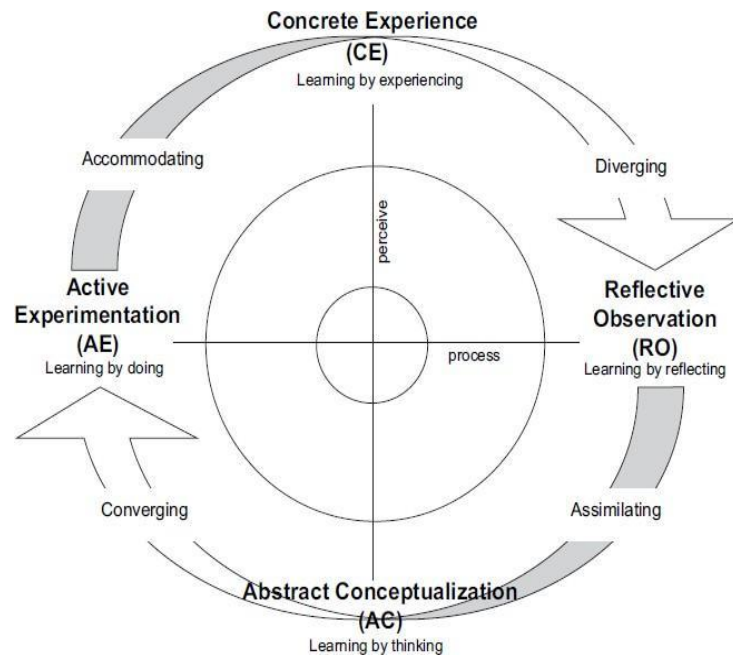 Concrete Experience
(CE)
Learning by experiencing
Accommodating
Diverging
perceive
Active
Experimentation
(AE)
Learning by doing
Reflective
Observation
(RO)
Learning by reflecting
process
Converging
Assimilating
Abstract Conceptualization
(AC)
Learning by thinking